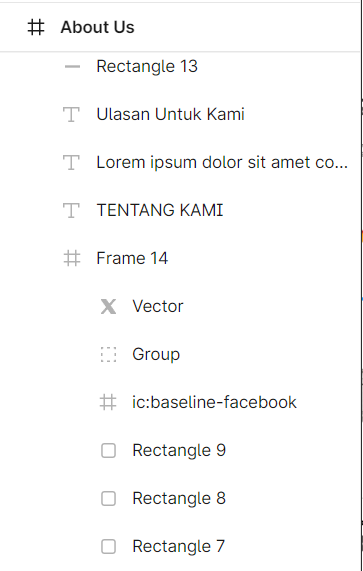 About Us
Rectangle 13
Ulasan Untuk Kami
Lorem ipsum dolor sit amet co...
TENTANG KAMI
Frame 14
Vector
Group
ic:baseline-facebook
Rectangle 9
Rectangle 8
Rectangle 7